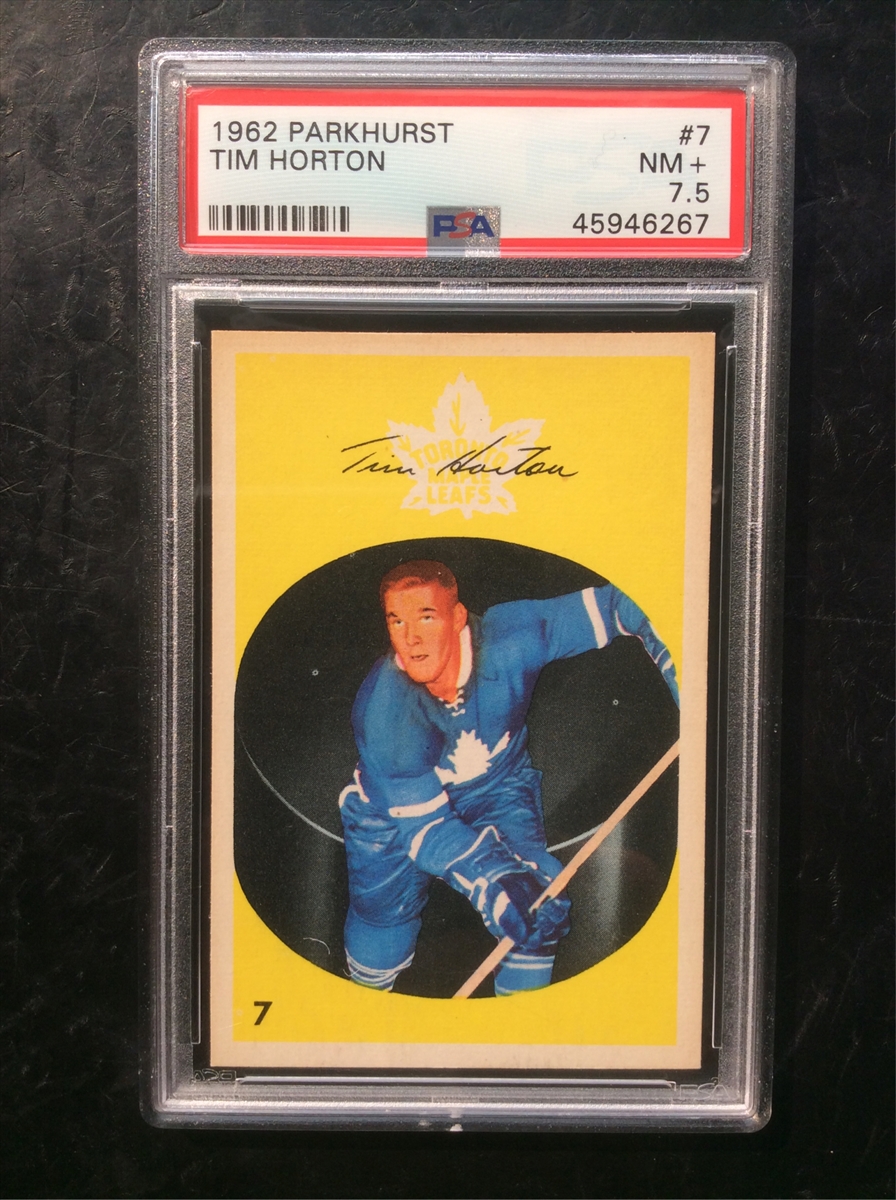 1962 PARKHURST #7
TIM HORTON NM+
7.5
PSA 45946267
TORONTO
MAPLE
LEAFS
Tim Horton
7